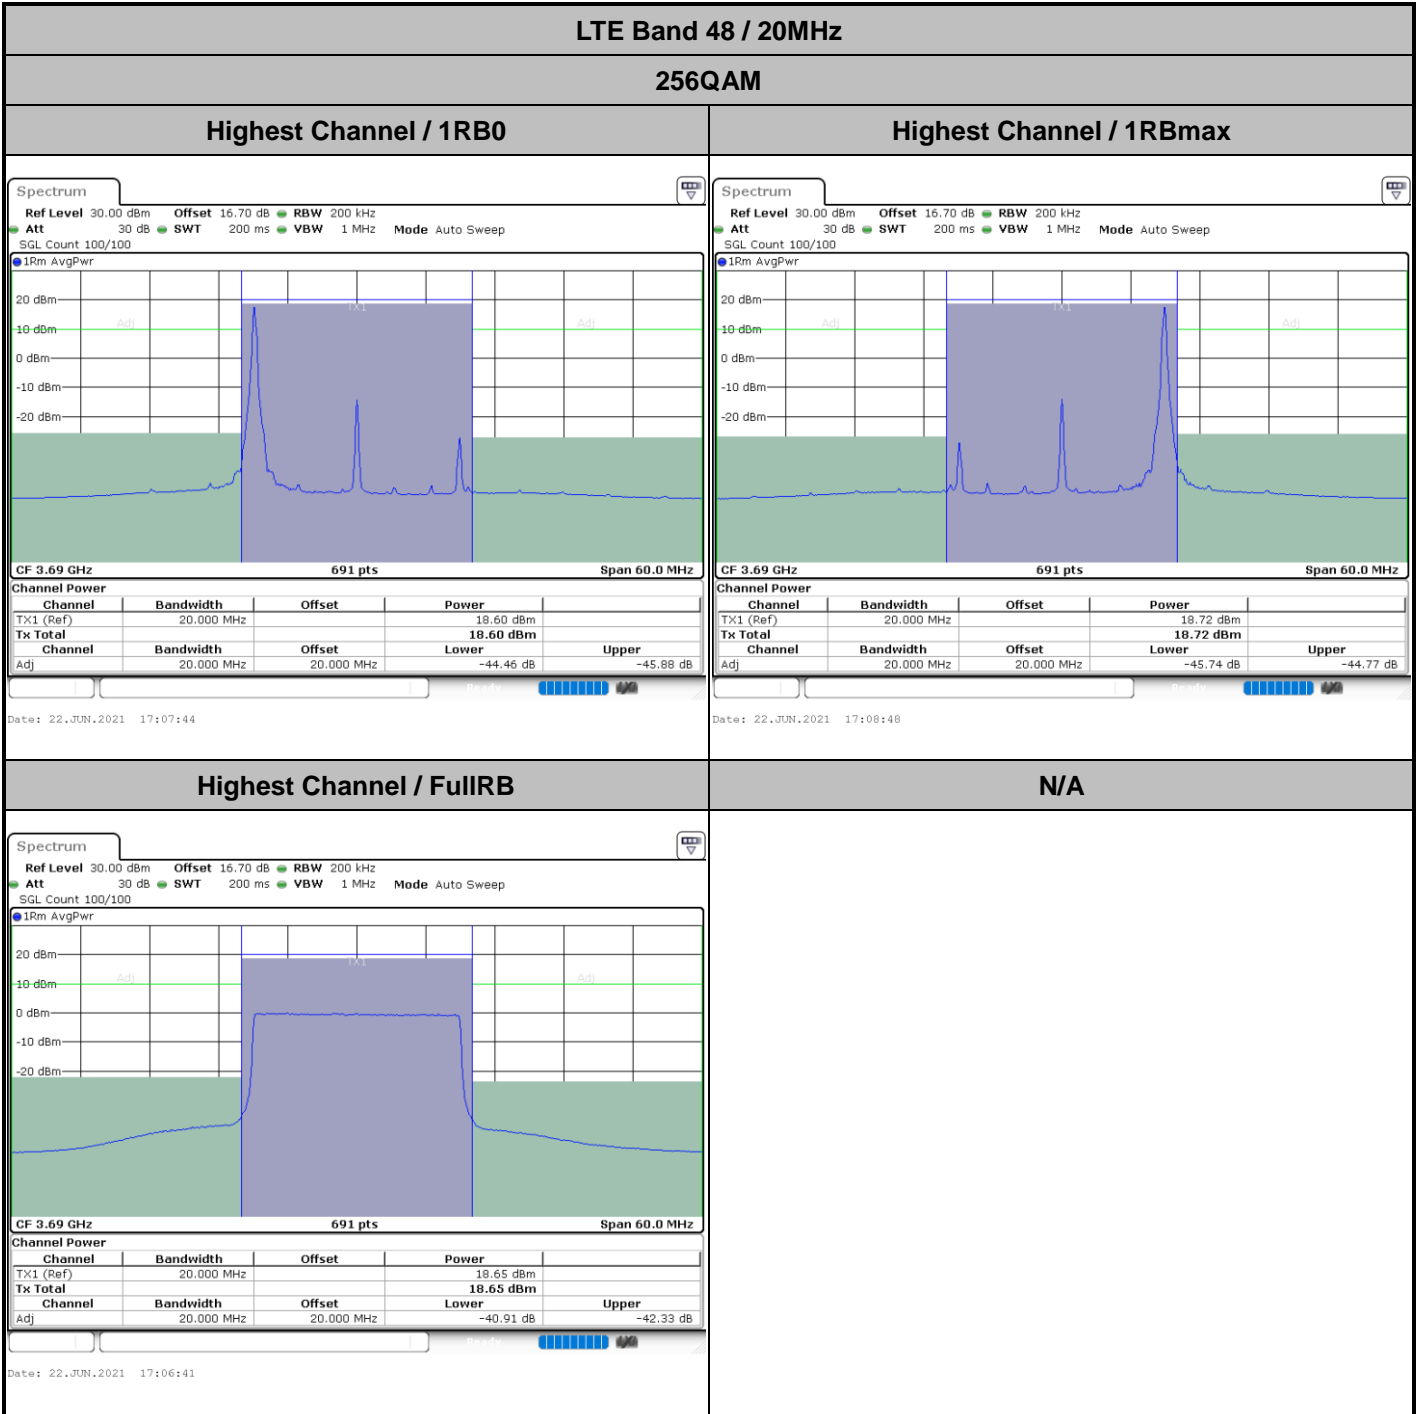 LTE Band 48 / 20MHz
256QAM
Highest Channel / 1RB0
Highest Channel / 1RBmax
Spectrum
Ref Level 30.00 dBm Offset 16.70 dB RBW 200 kHz
Att 30 dB SWT 200 ms VBW 1 MHz Mode Auto Sweep
SGL Count 100/100
1Rm AvgPwr
TX1
Adj
Adj
20 dBm
10 dBm
0 dBm
-10 dBm
-20 dBm
CF 3.69 GHz 691 pts Span 60.0 MHz
Channel Power
Channel Bandwidth Offset Power
TX1 (Ref) 20.000 MHz 18.60 dBm
Tx Total 18.60 dBm
Channel Bandwidth Offset Lower Upper
Adj 20.000 MHz 20.000 MHz -44.46 dB -45.88 dB
Ready
Date: 22.JUN.2021 17:07:44
Spectrum
Ref Level 30.00 dBm Offset 16.70 dB RBW 200 kHz
Att 30 dB SWT 200 ms VBW 1 MHz Mode Auto Sweep
SGL Count 100/100
1Rm AvgPwr
TX1
Adj
Adj
20 dBm
10 dBm
0 dBm
-10 dBm
-20 dBm
CF 3.69 GHz 691 pts Span 60.0 MHz
Channel Power
Channel Bandwidth Offset Power
TX1 (Ref) 20.000 MHz 18.72 dBm
Tx Total 18.72 dBm
Channel Bandwidth Offset Lower Upper
Adj 20.000 MHz 20.000 MHz -45.74 dB -44.77 dB
Ready
Date: 22.JUN.2021 17:08:48
Highest Channel / FullRB
N/A
Spectrum
Ref Level 30.00 dBm Offset 16.70 dB RBW 200 kHz
Att 30 dB SWT 200 ms VBW 1 MHz Mode Auto Sweep
SGL Count 100/100
1Rm AvgPwr
TX1
Adj
Adj
20 dBm
10 dBm
0 dBm
-10 dBm
-20 dBm
CF 3.69 GHz 691 pts Span 60.0 MHz
Channel Power
Channel Bandwidth Offset Power
TX1 (Ref) 20.000 MHz 18.65 dBm
Tx Total 18.65 dBm
Channel Bandwidth Offset Lower Upper
Adj 20.000 MHz 20.000 MHz -40.91 dB -42.33 dB
Ready
Date: 22.JUN.2021 17:06:41